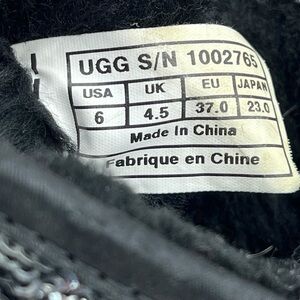 UGG S/N 1002765
USA UK EU JAPAN
6 4.5 37.0 23.0
Made In China
Fabrique en Chine